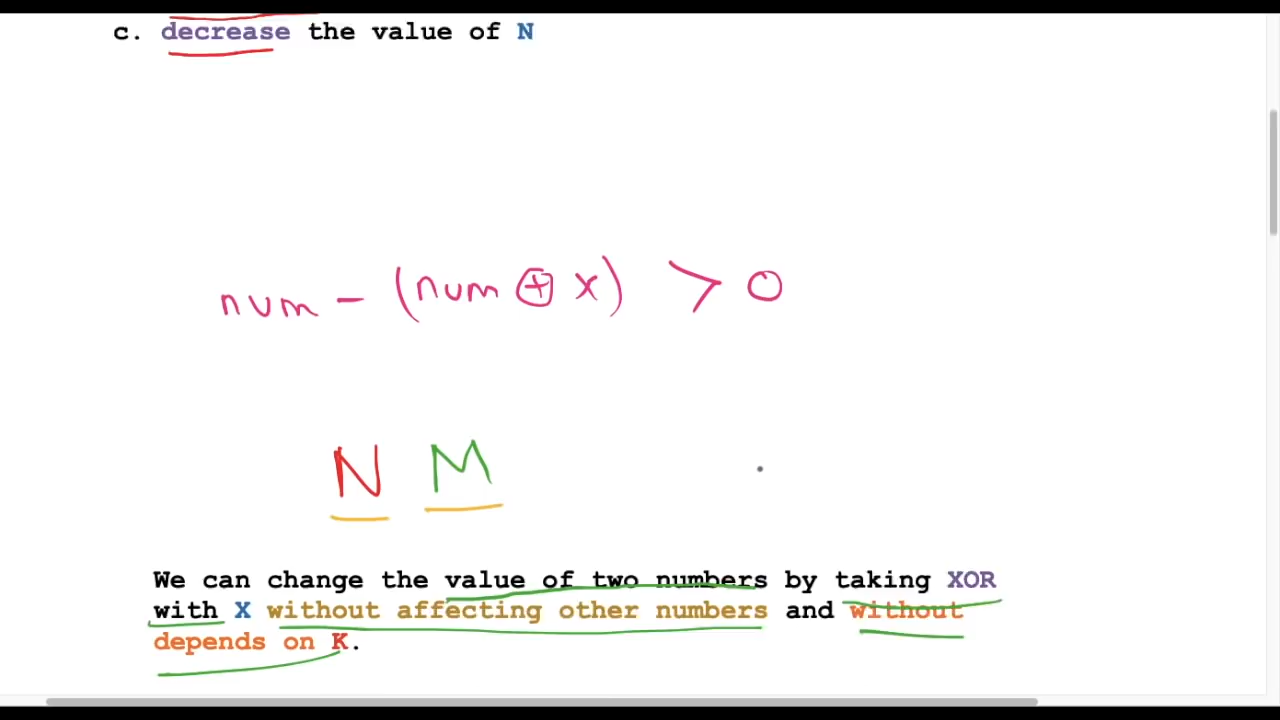 c. decrease the value of N
num - (num ⊕ x) > 0
N M
We can change the value of two numbers by taking XOR
with X without affecting other numbers and without
depends on K.